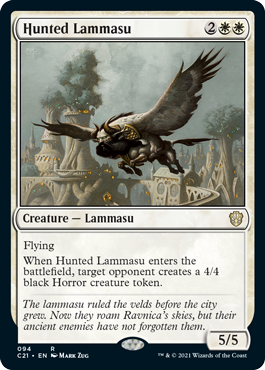 Hunted Lammasu 2
Creature — Lammasu
Flying
When Hunted Lammasu enters the
battlefield, target opponent creates a 4/4
black Horror creature token.
The lammasu ruled the velds before the city
grew. Now they roam Ravnica's skies, but their
ancient enemies have not forgotten them.
5/5
094 R
C21 • EN Mark Zug ™ & © 2021 Wizards of the Coast